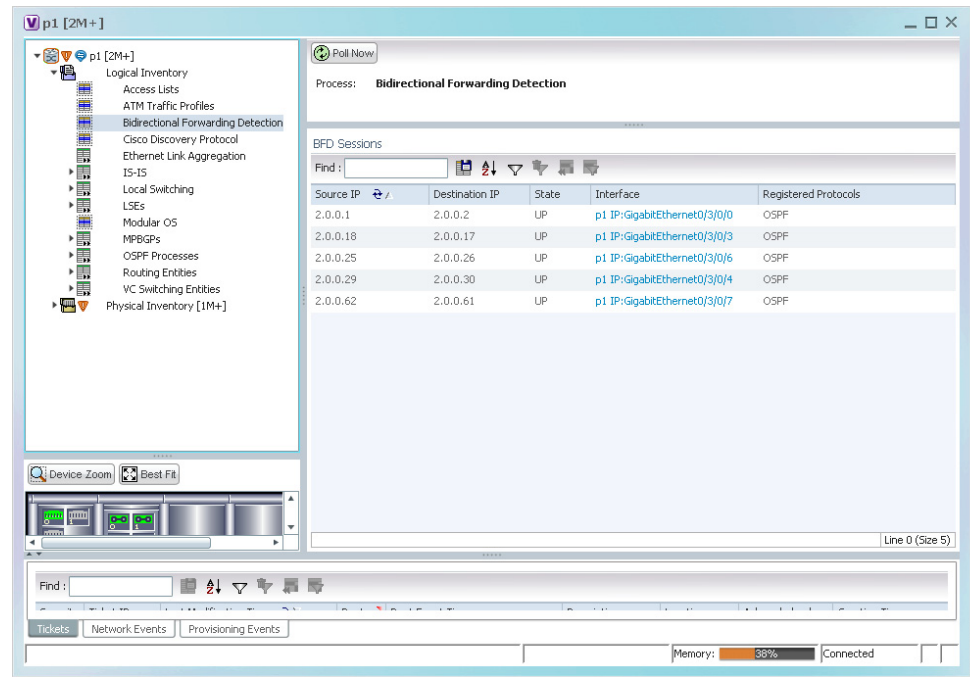 p1 [2M+]
p1 [2M+]
Logical Inventory
Access Lists
ATM Traffic Profiles
Bidirectional Forwarding Detection
Cisco Discovery Protocol
Ethernet Link Aggregation
IS-IS
Local Switching
LSEs
Modular OS
MPBGPs
OSPF Processes
Routing Entities
VC Switching Entities
Physical Inventory [1M+]
Device Zoom Best Fit
Poll Now
Process: Bidirectional Forwarding Detection
BFD Sessions
Find :
Source IP Destination IP State Interface Registered Protocols
2.0.0.1 2.0.0.2 UP p1 IP:GigabitEthernet0/3/0/0 OSPF
2.0.0.18 2.0.0.17 UP p1 IP:GigabitEthernet0/3/0/3 OSPF
2.0.0.25 2.0.0.26 UP p1 IP:GigabitEthernet0/3/0/6 OSPF
2.0.0.29 2.0.0.30 UP p1 IP:GigabitEthernet0/3/0/4 OSPF
2.0.0.62 2.0.0.61 UP p1 IP:GigabitEthernet0/3/0/7 OSPF
Line 0 (Size 5)
Find :
Tickets Network Events Provisioning Events
Memory: 38% Connected